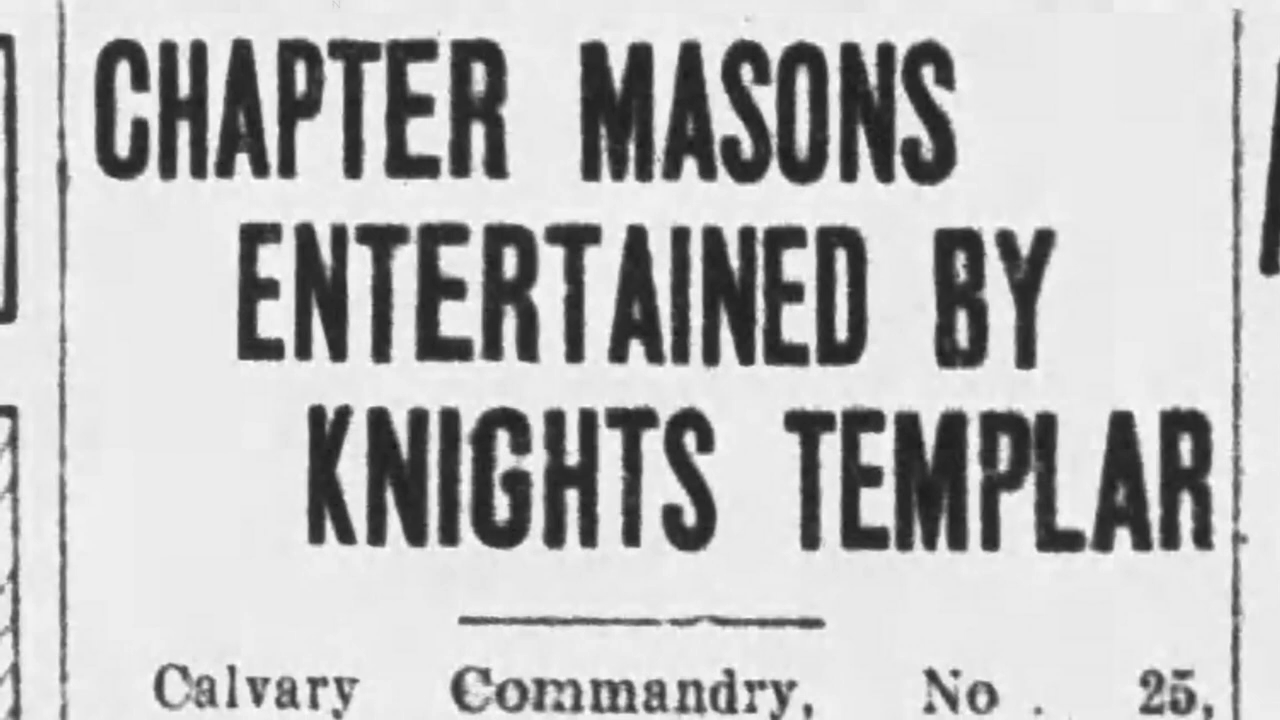 CHAPTER MASONS
ENTERTAINED BY
KNIGHTS TEMPLAR
Calvary Commandry, No. 25,